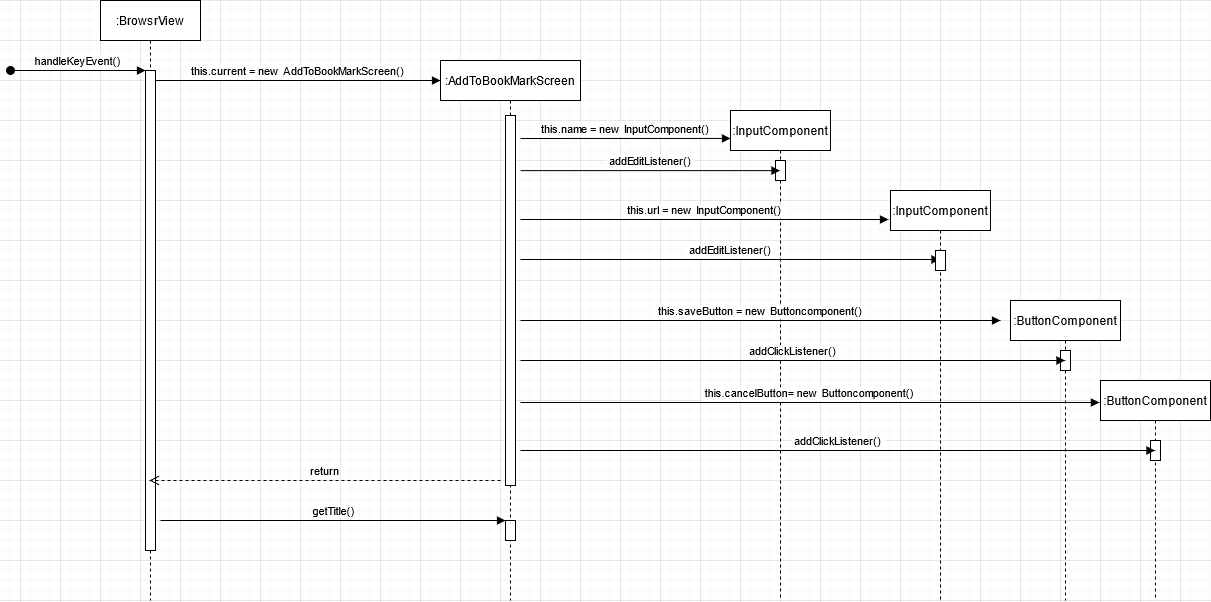 :BrowsrView
handleKeyEvent()
this.current = new AddToBookMarkScreen()
:AddToBookMarkScreen
this.name = new InputComponent()
:InputComponent
addEditListener()
this.url = new InputComponent()
:InputComponent
addEditListener()
this.saveButton = new Buttoncomponent()
:ButtonComponent
addClickListener()
this.cancelButton= new Buttoncomponent()
:ButtonComponent
addClickListener()
return
getTitle()